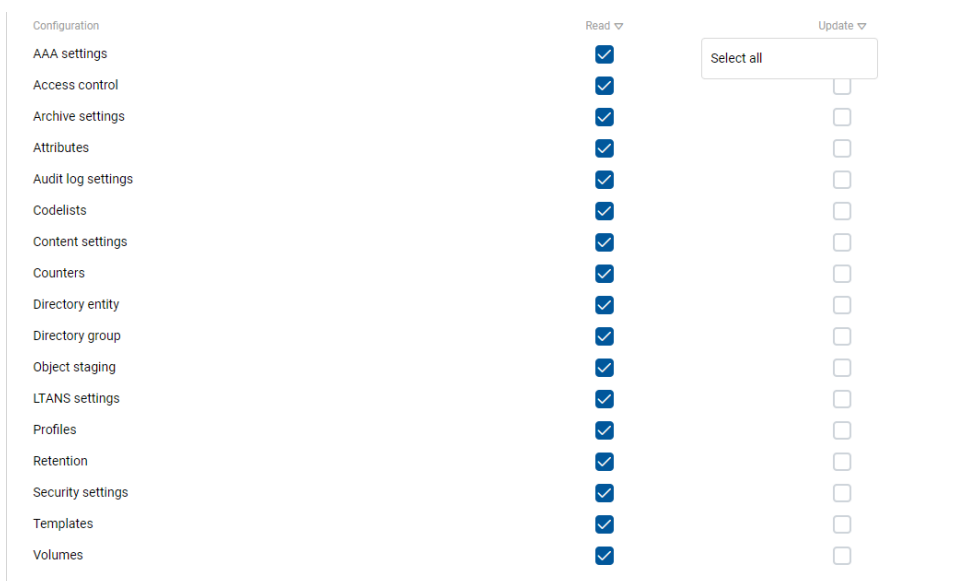 Configuration Read Update
AAA settings Select all
Access control
Archive settings
Attributes
Audit log settings
Codelists
Content settings
Counters
Directory entity
Directory group
Object staging
LTANS settings
Profiles
Retention
Security settings
Templates
Volumes